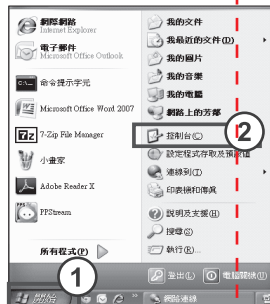 網際網路
Internet Explorer
電子郵件
Microsoft Office Outlook
命令提示字元
Microsoft Office Word 2007
7-Zip File Manager
小畫家
Adobe Reader X
PPStream
所有程式(P)
我的文件
我最近的文件(D)
我的圖片
我的音樂
我的電腦
網路上的芳鄰
控制台(C)
2
設定程式存取及預設值
連線到(T)
印表機和傳真
說明及支援(H)
搜尋(S)
執行(R)...
登出(L)
電腦關機(U)
1
開始
網路連線